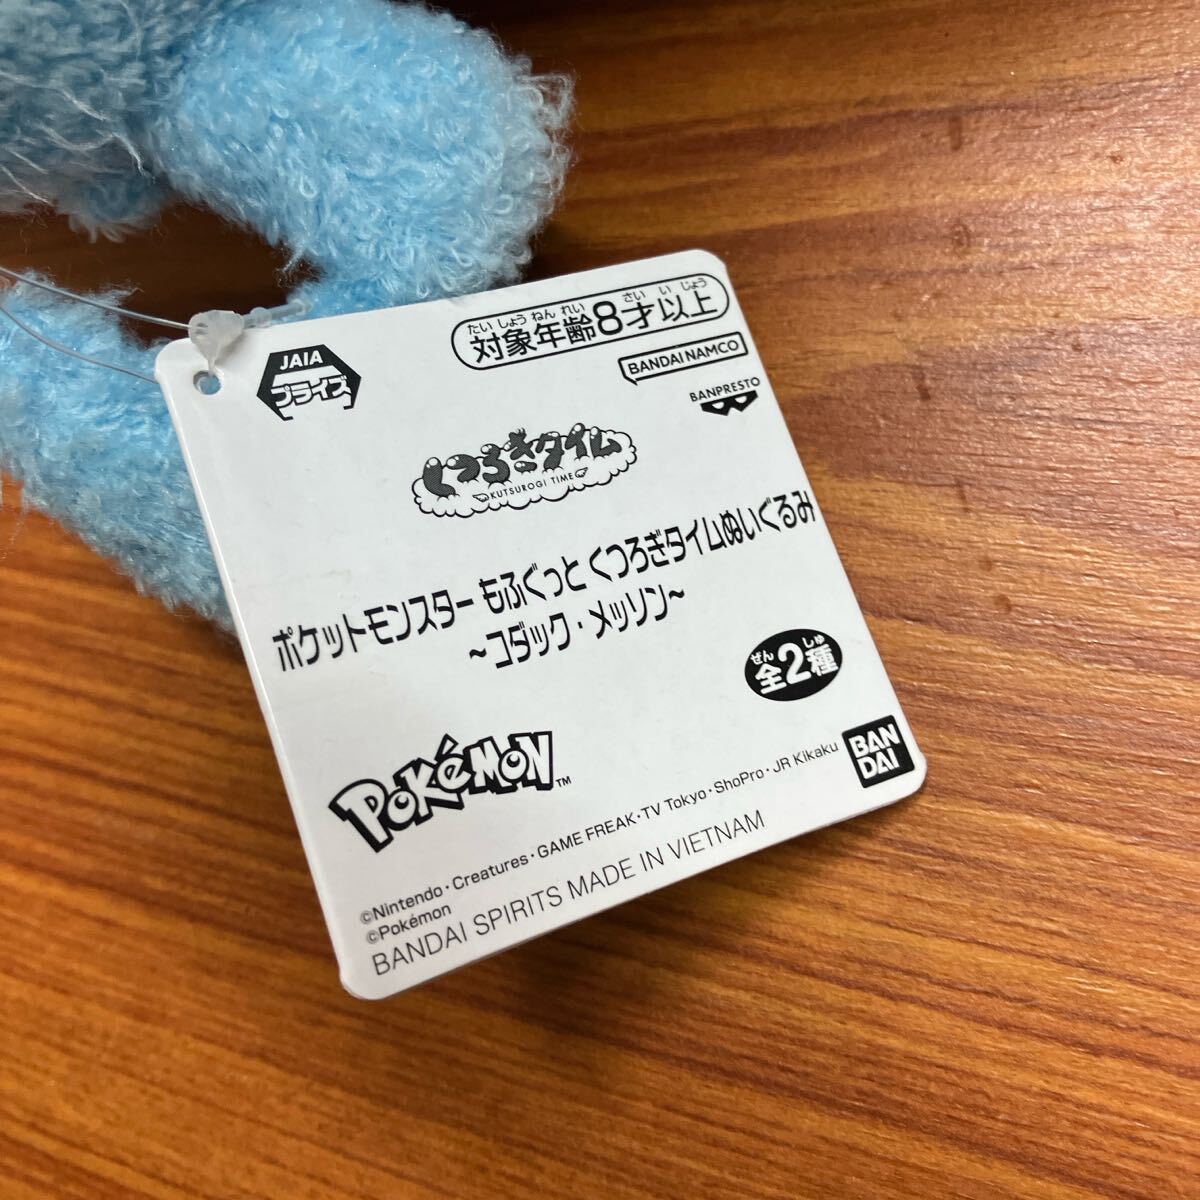 たいしょうねんれい さいいじょう
対象年齢8才以上
JAIA
プライズ
BANDAI NAMCO
BANPRESTO
くつろぎタイム
KUTSUROGI TIME
ポケットモンスター もふぐっと くつろぎタイムぬいぐるみ
~コダック・メッソン~
ぜん しゅ
全2種
POKéMON™
BAN
DAI
©Nintendo・Creatures・GAME FREAK・TV Tokyo・ShoPro・JR Kikaku
©Pokémon
BANDAI SPIRITS MADE IN VIETNAM